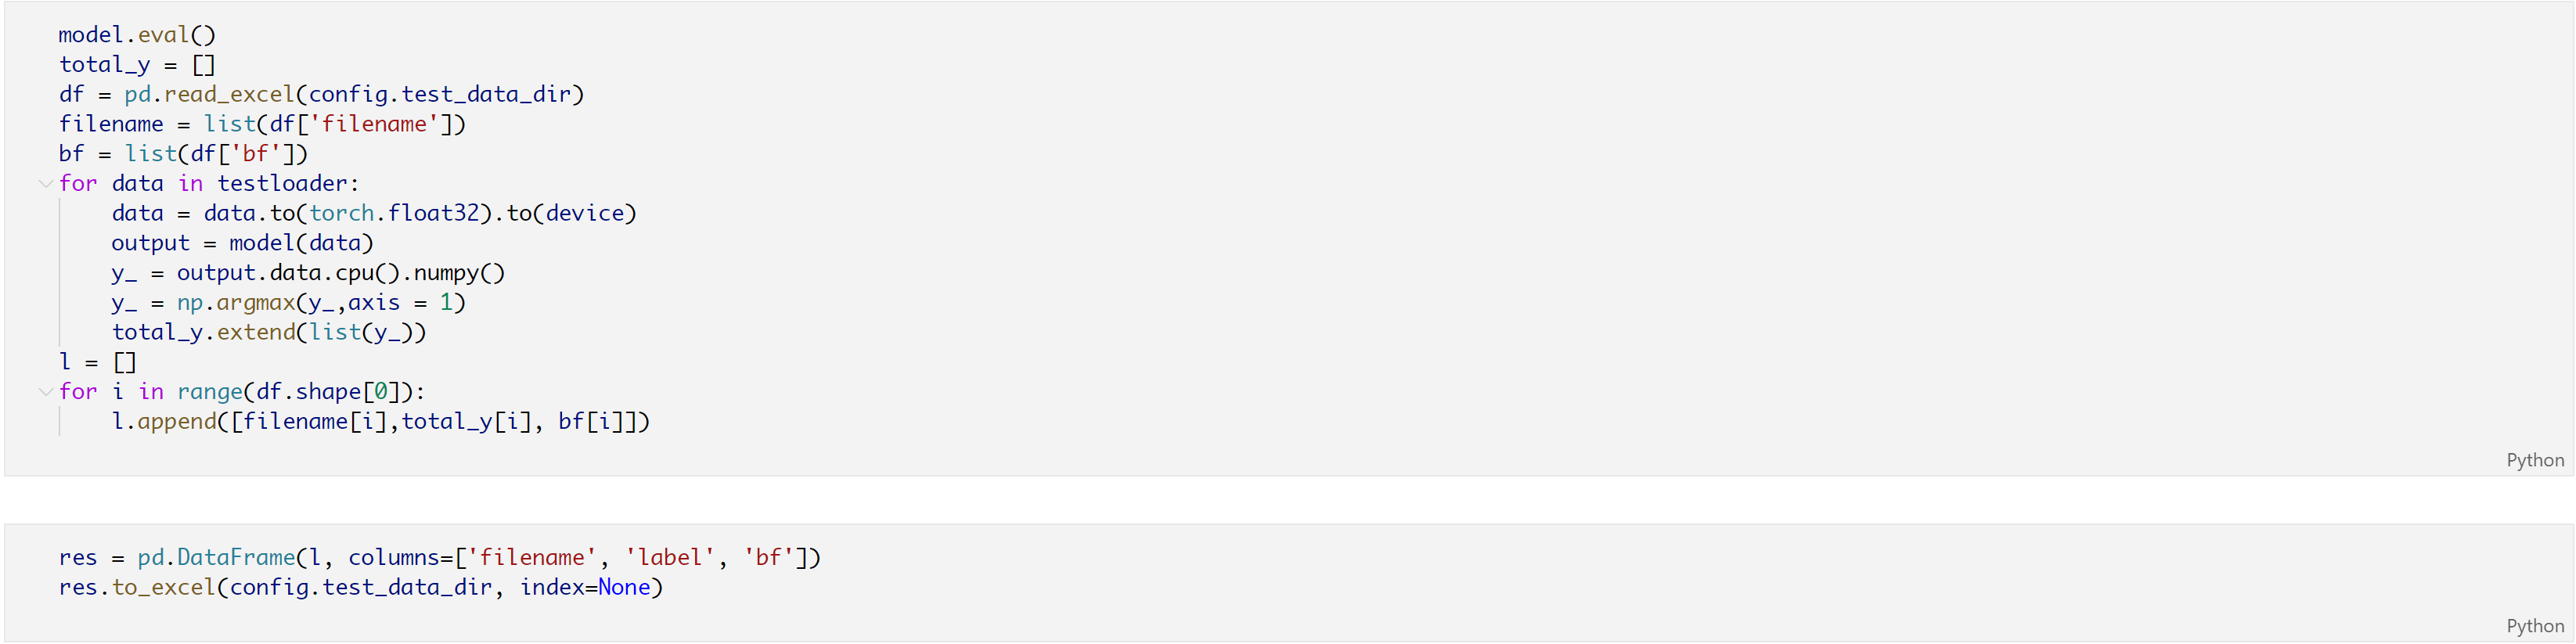 model.eval()
total_y = []
df = pd.read_excel(config.test_data_dir)
filename = list(df['filename'])
bf = list(df['bf'])
for data in testloader:
    data = data.to(torch.float32).to(device)
    output = model(data)
    y_ = output.data.cpu().numpy()
    y_ = np.argmax(y_,axis = 1)
    total_y.extend(list(y_))
l = []
for i in range(df.shape[0]):
    l.append([filename[i],total_y[i], bf[i]])
Python
res = pd.DataFrame(l, columns=['filename', 'label', 'bf'])
res.to_excel(config.test_data_dir, index=None)
Python